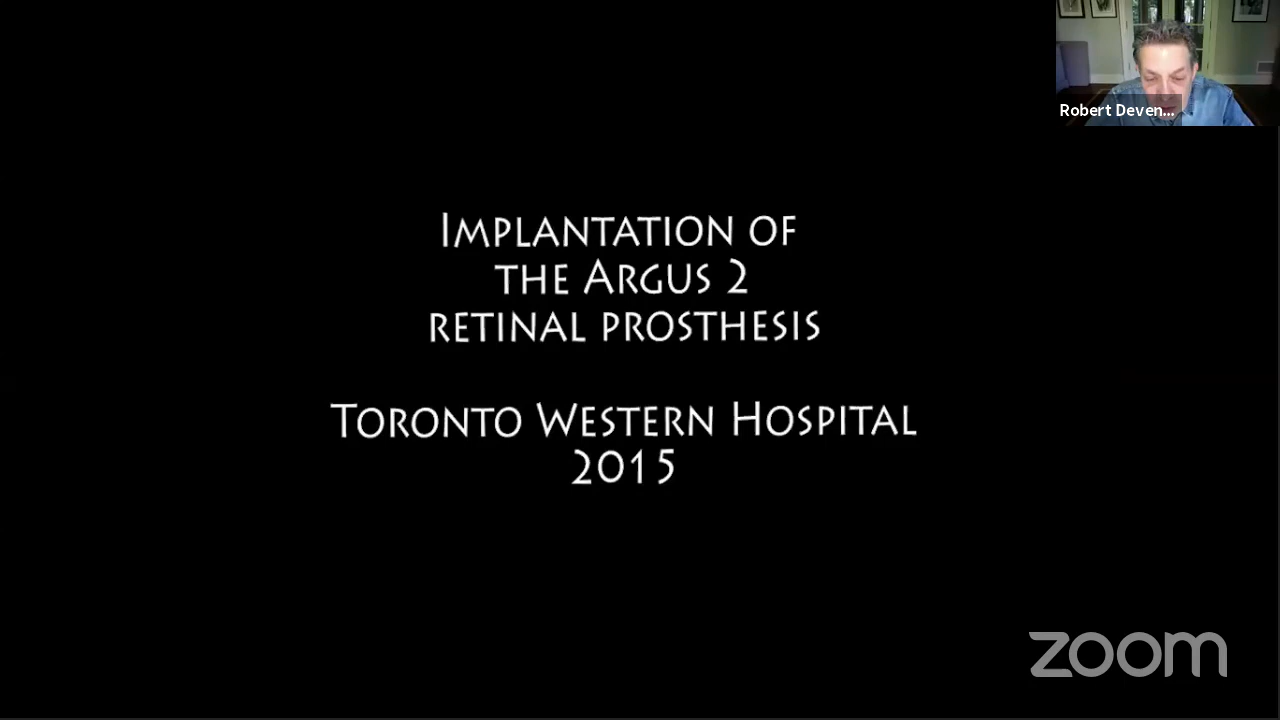 Robert Deven...
IMPLANTATION OF
THE ARGUS 2
RETINAL PROSTHESIS
TORONTO WESTERN HOSPITAL
2015
zoom